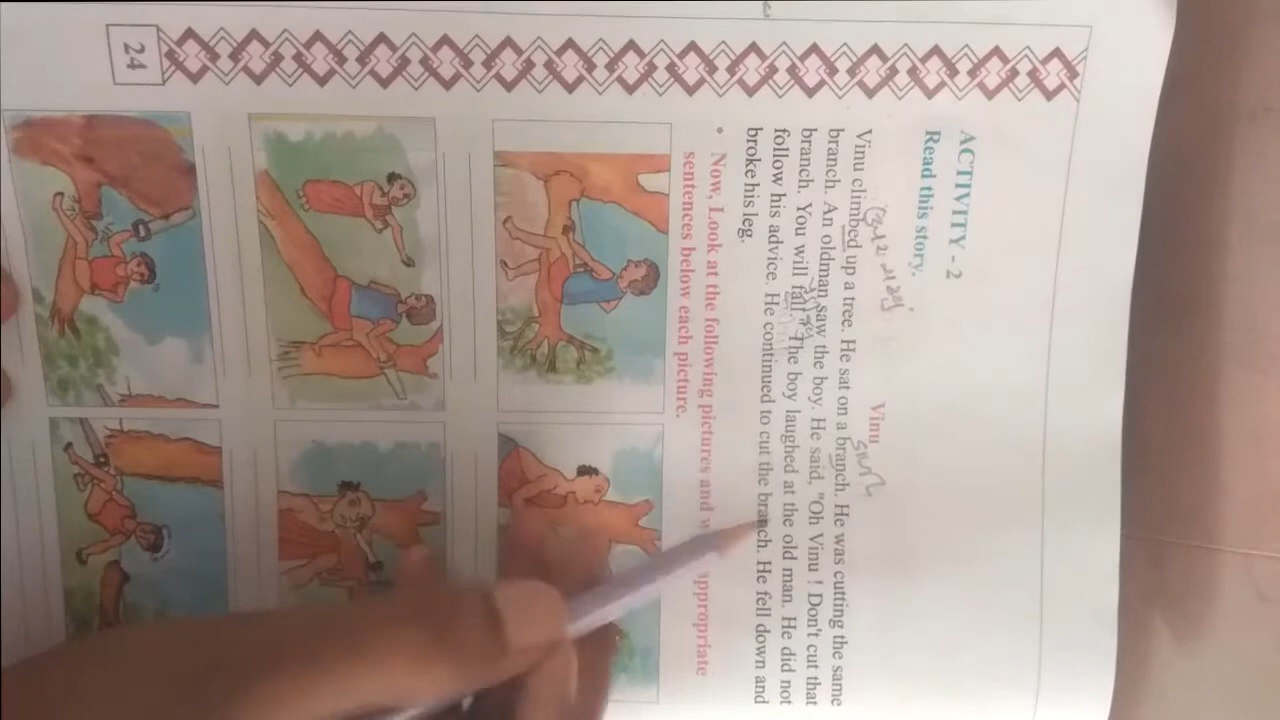 ACTIVITY - 2
Read this story.
Vinu
Vinu climbed up a tree. He sat on a branch. He was cutting the same
branch. An oldman saw the boy. He said, "Oh Vinu ! Don't cut that
branch. You will fall." The boy laughed at the old man. He did not
follow his advice. He continued to cut the branch. He fell down and
broke his leg.
• Now, Look at the following pictures and appropriate
sentences below each picture.
24